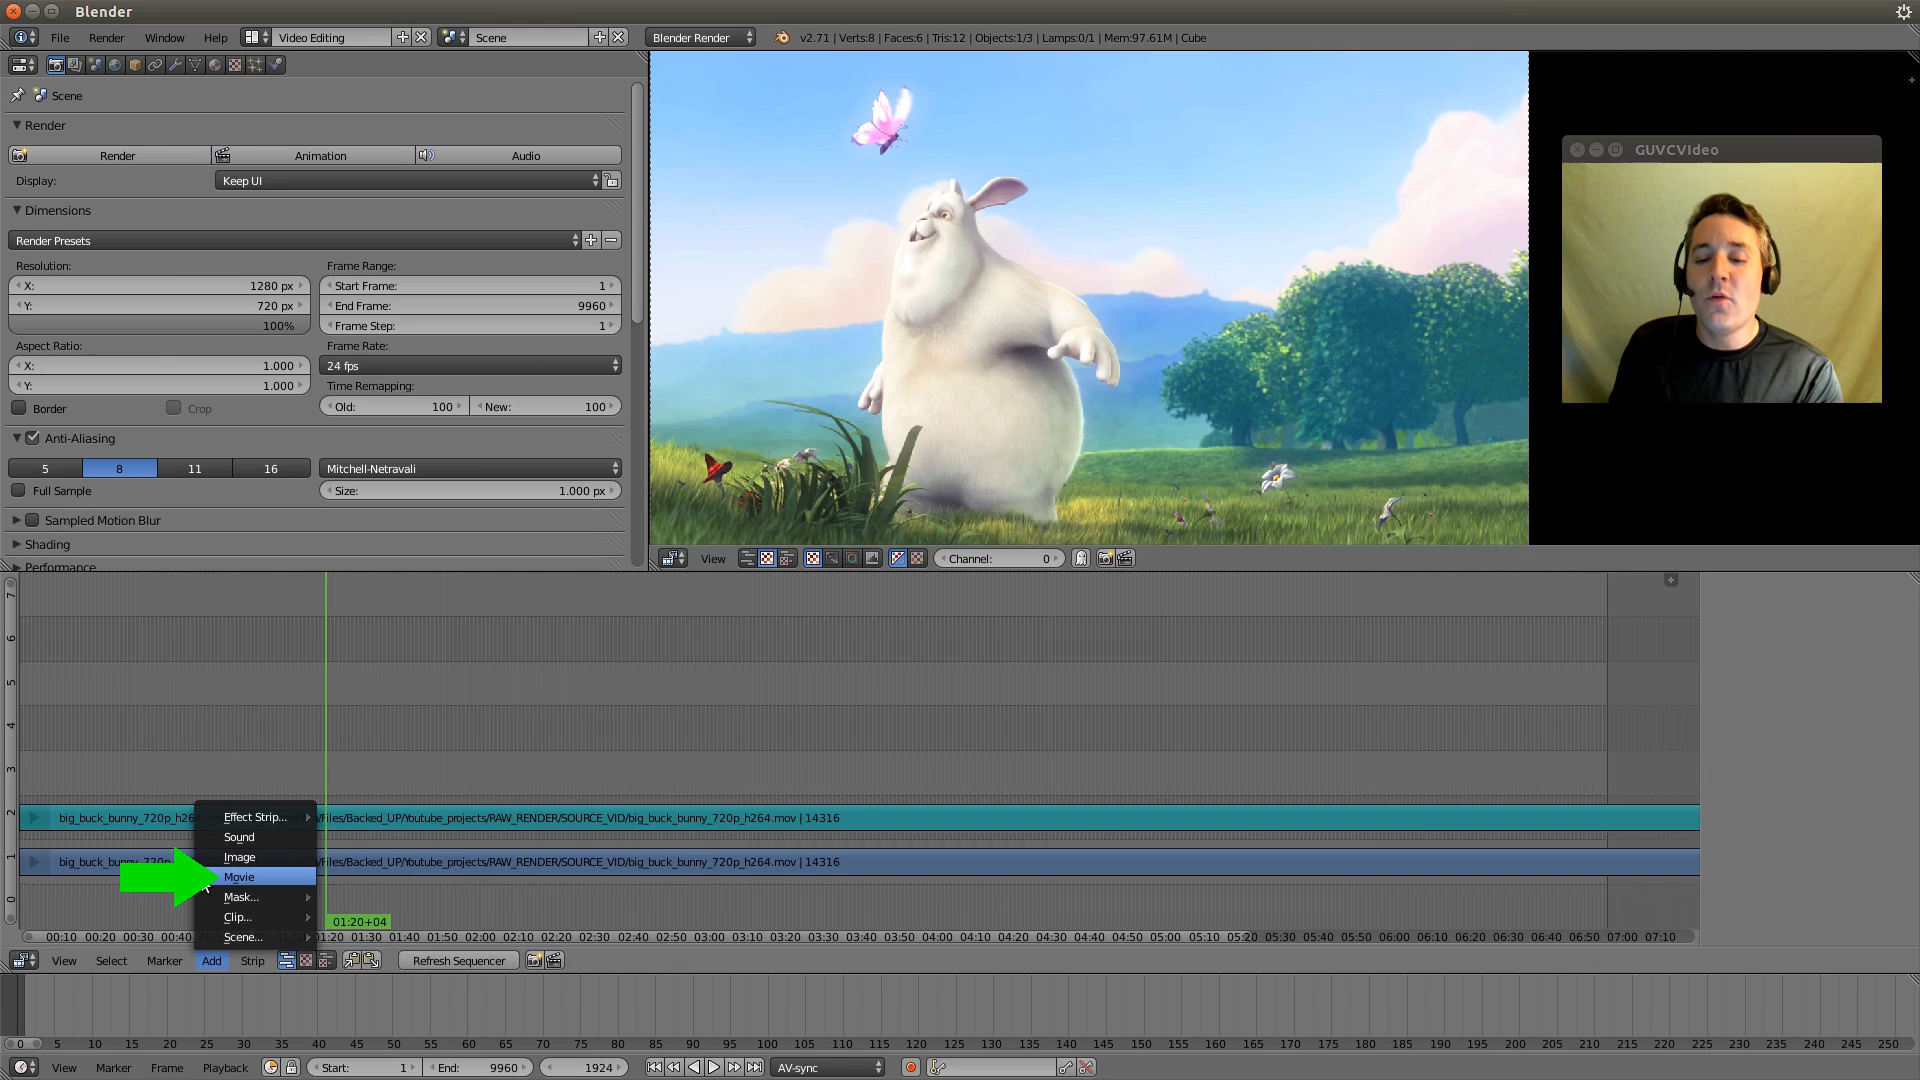 Blender
File Render Window Help Video Editing Scene Blender Render v2.71 | Verts:8 | Faces:6 | Tris:12 | Objects:1/3 | Lamps:0/1 | Mem:97.61M | Cube
Scene
Render
Render Animation Audio
Display: Keep UI
Dimensions
Render Presets
Resolution: Frame Range:
X: 1280 px Start Frame: 1
Y: 720 px End Frame: 9960
100% Frame Step: 1
Aspect Ratio: Frame Rate:
X: 1.000 24 fps
Y: 1.000 Time Remapping:
Border Crop Old: 100 New: 100
Anti-Aliasing
5 8 11 16 Mitchell-Netravali
Full Sample Size: 1.000 px
Sampled Motion Blur
Shading
Performance
GUVCVIdeo
View Channel: 0
7
6
5
4
3
2
1
0
big_buck_bunny_720p_h264 Files/Backed_UP/Youtube_projects/RAW_RENDER/SOURCE_VID/big_buck_bunny_720p_h264.mov | 14316
big_buck_bunny_720p Files/Backed_UP/Youtube_projects/RAW_RENDER/SOURCE_VID/big_buck_bunny_720p_h264.mov | 14316
Effect Strip...
Sound
Image
Movie
Mask...
Clip...
Scene...
01:20+04
00:10 00:20 00:30 00:40 01:20 01:30 01:40 01:50 02:00 02:10 02:20 02:30 02:40 02:50 03:00 03:10 03:20 03:30 03:40 03:50 04:00 04:10 04:20 04:30 04:40 04:50 05:00 05:10 05:20 05:30 05:40 05:50 06:00 06:10 06:20 06:30 06:40 06:50 07:00 07:10
View Select Marker Add Strip Refresh Sequencer
0 5 10 15 20 25 30 35 40 45 50 55 60 65 70 75 80 85 90 95 100 105 110 115 120 125 130 135 140 145 150 155 160 165 170 175 180 185 190 195 200 205 210 215 220 225 230 235 240 245 250
View Marker Frame Playback Start: 1 End: 9960 1924 AV-sync